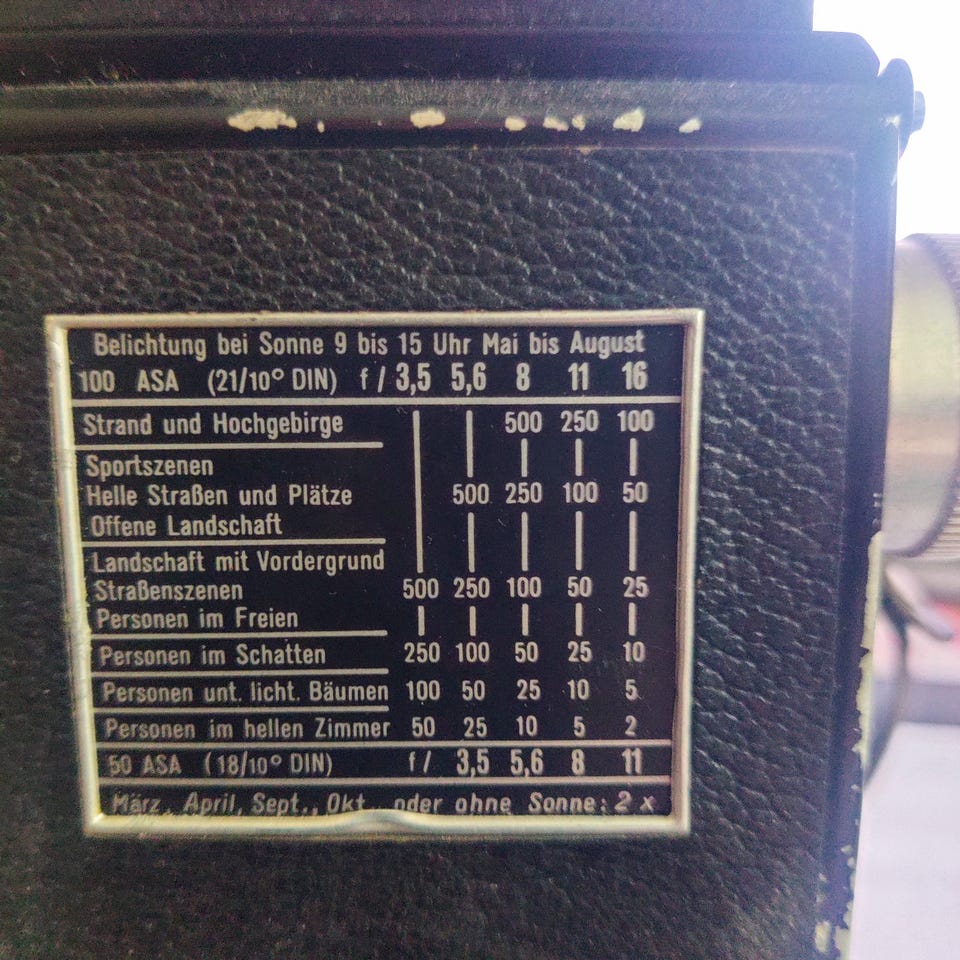 Belichtung bei Sonne 9 bis 15 Uhr Mai bis August
100 ASA (21/10° DIN) f/ 3,5 5,6 8 11 16
Strand und Hochgebirge 500 250 100
Sportszenen
Helle Straßen und Plätze 500 250 100 50
Offene Landschaft
Landschaft mit Vordergrund
Straßenszenen 500 250 100 50 25
Personen im Freien
Personen im Schatten 250 100 50 25 10
Personen unt. licht. Bäumen 100 50 25 10 5
Personen im hellen Zimmer 50 25 10 5 2
50 ASA (18/10° DIN) f/ 3,5 5,6 8 11
März, April, Sept., Okt. oder ohne Sonne: 2 x